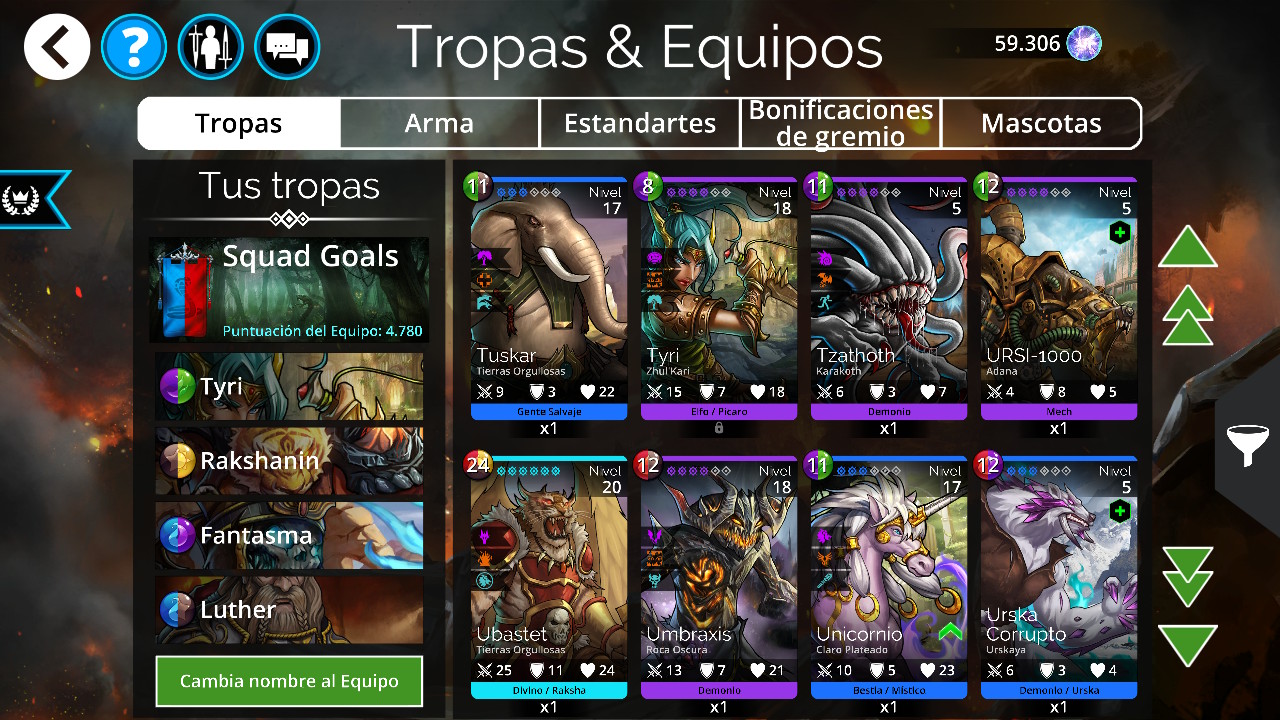 Tropas & Equipos
59.306
Tropas
Arma
Estandartes
Bonificaciones
de gremio
Mascotas
Tus tropas
Squad Goals
Puntuación del Equipo: 4.780
Tyri
Rakshanin
Fantasma
Luther
Cambia nombre al Equipo
11
Nivel
17
Tuskar
Tierras Orgullosas
9 3 22
Gente Salvaje
x1
8
Nivel
18
Tyri
Zhul Kari
15 7 18
Elfo / Pícaro
11
Nivel
5
Tzathoth
Karakoth
6 3 7
Demonio
x1
12
Nivel
5
URSI-1000
Adana
4 8 5
Mech
x1
24
Nivel
20
Ubastet
Tierras Orgullosas
25 11 24
Divino / Raksha
x1
12
Nivel
18
Umbraxis
Roca Oscura
13 7 21
Demonio
x1
11
Nivel
17
Unicornio
Claro Plateado
10 5 23
Bestia / Místico
x1
12
Nivel
5
Urska
Corrupto
Urskaya
6 3 4
Demonio / Urska
x1